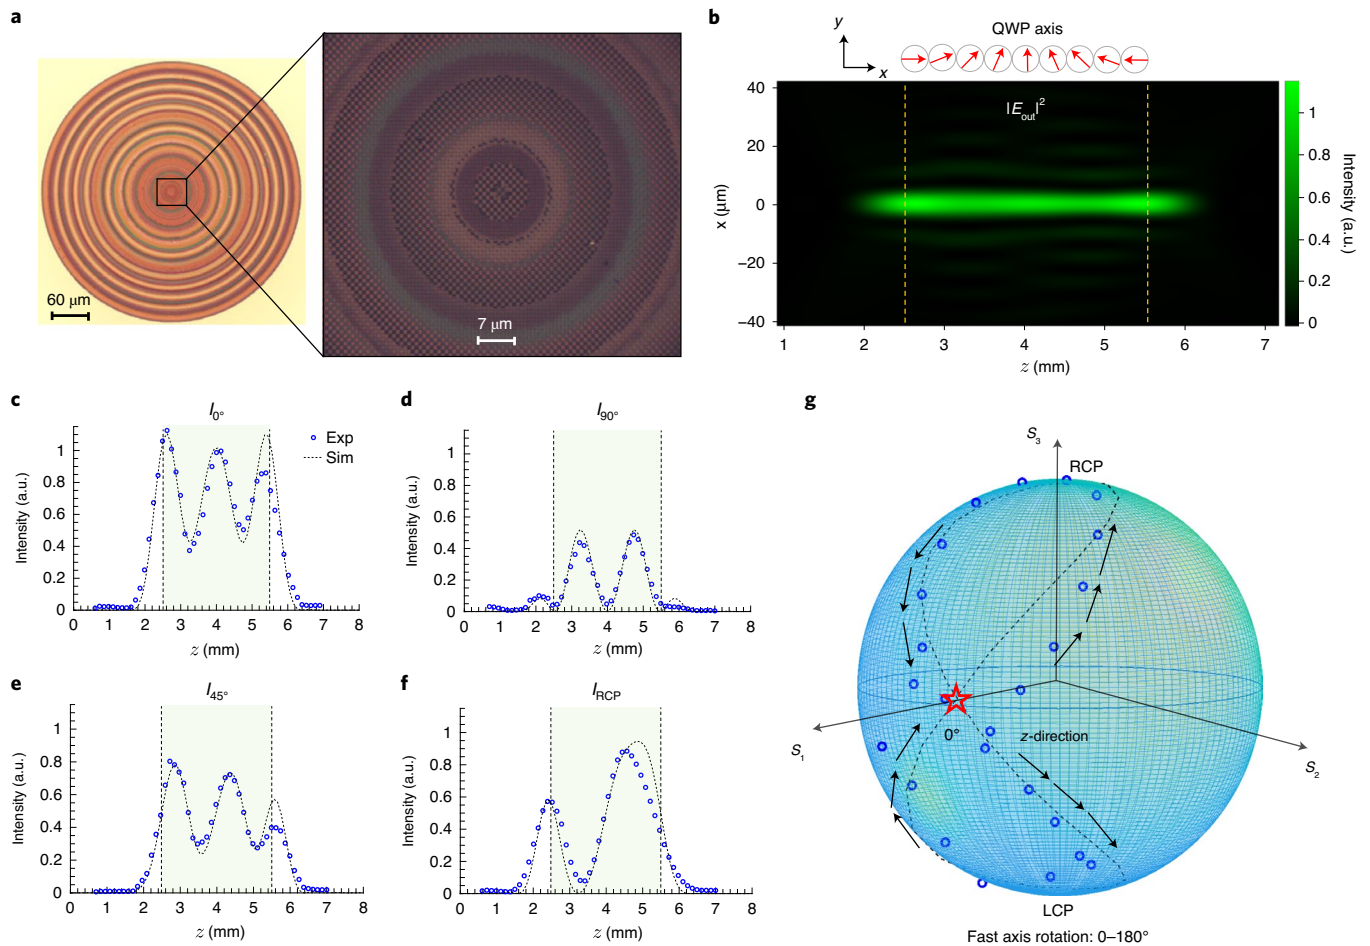 a
60 μm
7 μm
b
QWP axis
y
x
|E_out|²
x (μm)
40
20
0
−20
−40
1 2 3 4 5 6 7
z (mm)
Intensity (a.u.)
1
0.8
0.6
0.4
0.2
0
c
I_0°
Exp
Sim
Intensity (a.u.)
1
0.8
0.6
0.4
0.2
0
0 1 2 3 4 5 6 7 8
z (mm)
d
I_90°
Intensity (a.u.)
1
0.8
0.6
0.4
0.2
0
0 1 2 3 4 5 6 7 8
z (mm)
e
I_45°
Intensity (a.u.)
1
0.8
0.6
0.4
0.2
0
0 1 2 3 4 5 6 7 8
z (mm)
f
I_RCP
Intensity (a.u.)
1
0.8
0.6
0.4
0.2
0
0 1 2 3 4 5 6 7 8
z (mm)
g
S_3
RCP
0°
z-direction
S_1
S_2
LCP
Fast axis rotation: 0–180°